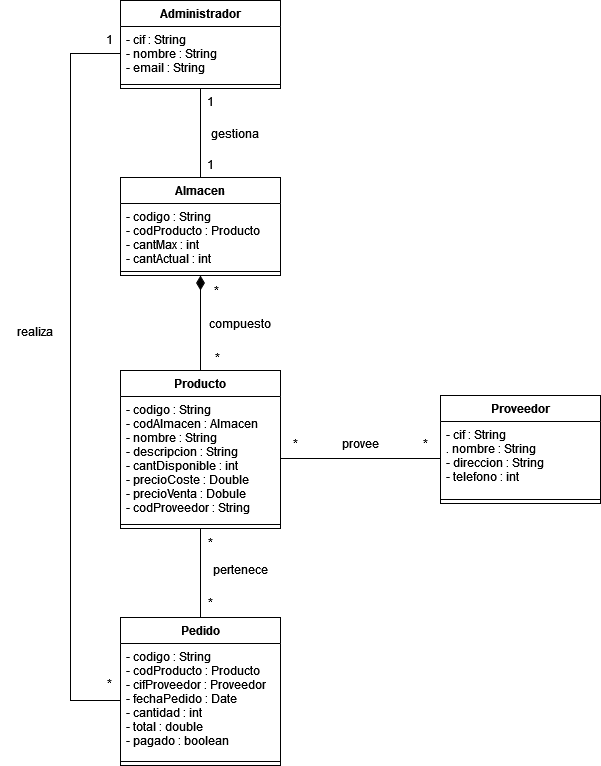 Administrador
- cif : String
- nombre : String
- email : String
1
1
gestiona
1
Almacen
- codigo : String
- codProducto : Producto
- cantMax : int
- cantActual : int
*
compuesto
*
realiza
Producto
- codigo : String
- codAlmacen : Almacen
- nombre : String
- descripcion : String
- cantDisponible : int
- precioCoste : Double
- precioVenta : Dobule
- codProveedor : String
*
provee
*
Proveedor
- cif : String
. nombre : String
- direccion : String
- telefono : int
*
pertenece
*
Pedido
- codigo : String
- codProducto : Producto
- cifProveedor : Proveedor
- fechaPedido : Date
- cantidad : int
- total : double
- pagado : boolean
*